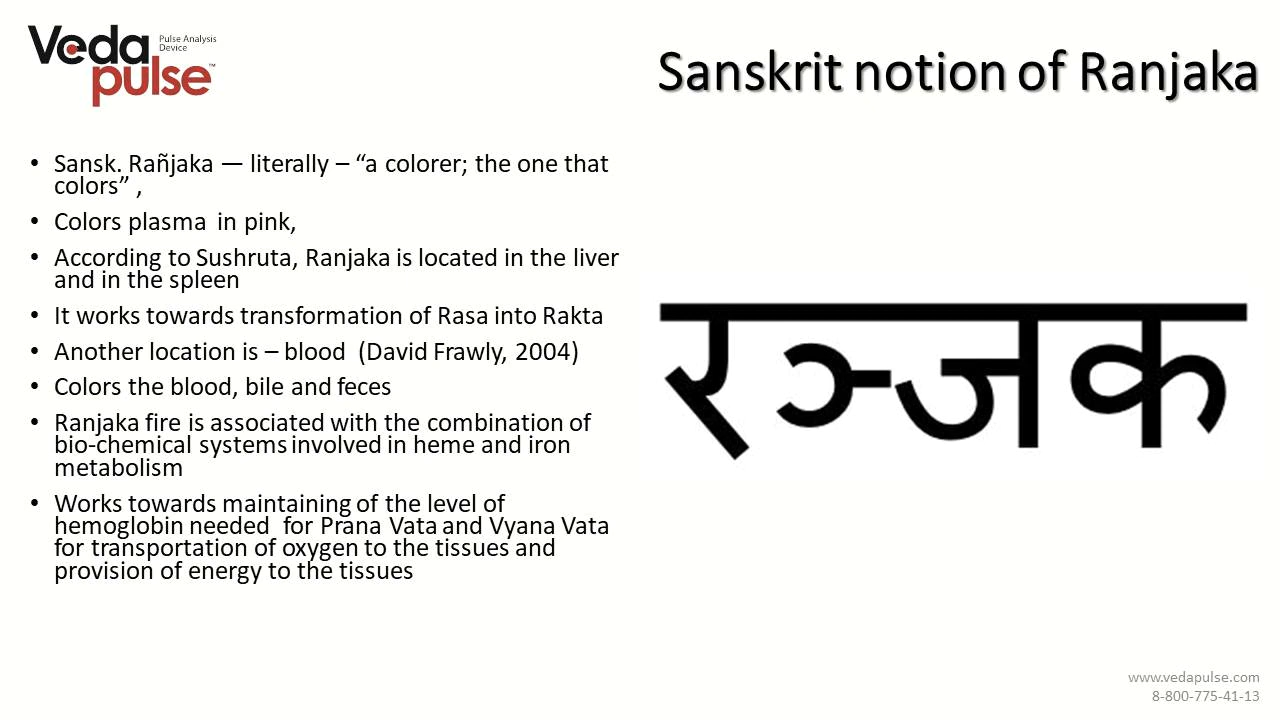 Veda
pulse™
Pulse Analysis
Device
Sanskrit notion of Ranjaka
• Sansk. Rañjaka — literally – “a colorer; the one that
colors” ,
• Colors plasma in pink,
• According to Sushruta, Ranjaka is located in the liver
and in the spleen
• It works towards transformation of Rasa into Rakta
• Another location is – blood (David Frawly, 2004)
• Colors the blood, bile and feces
• Ranjaka fire is associated with the combination of
bio-chemical systems involved in heme and iron
metabolism
• Works towards maintaining of the level of
hemoglobin needed for Prana Vata and Vyana Vata
for transportation of oxygen to the tissues and
provision of energy to the tissues
रञ्जक
www.vedapulse.com
8-800-775-41-13